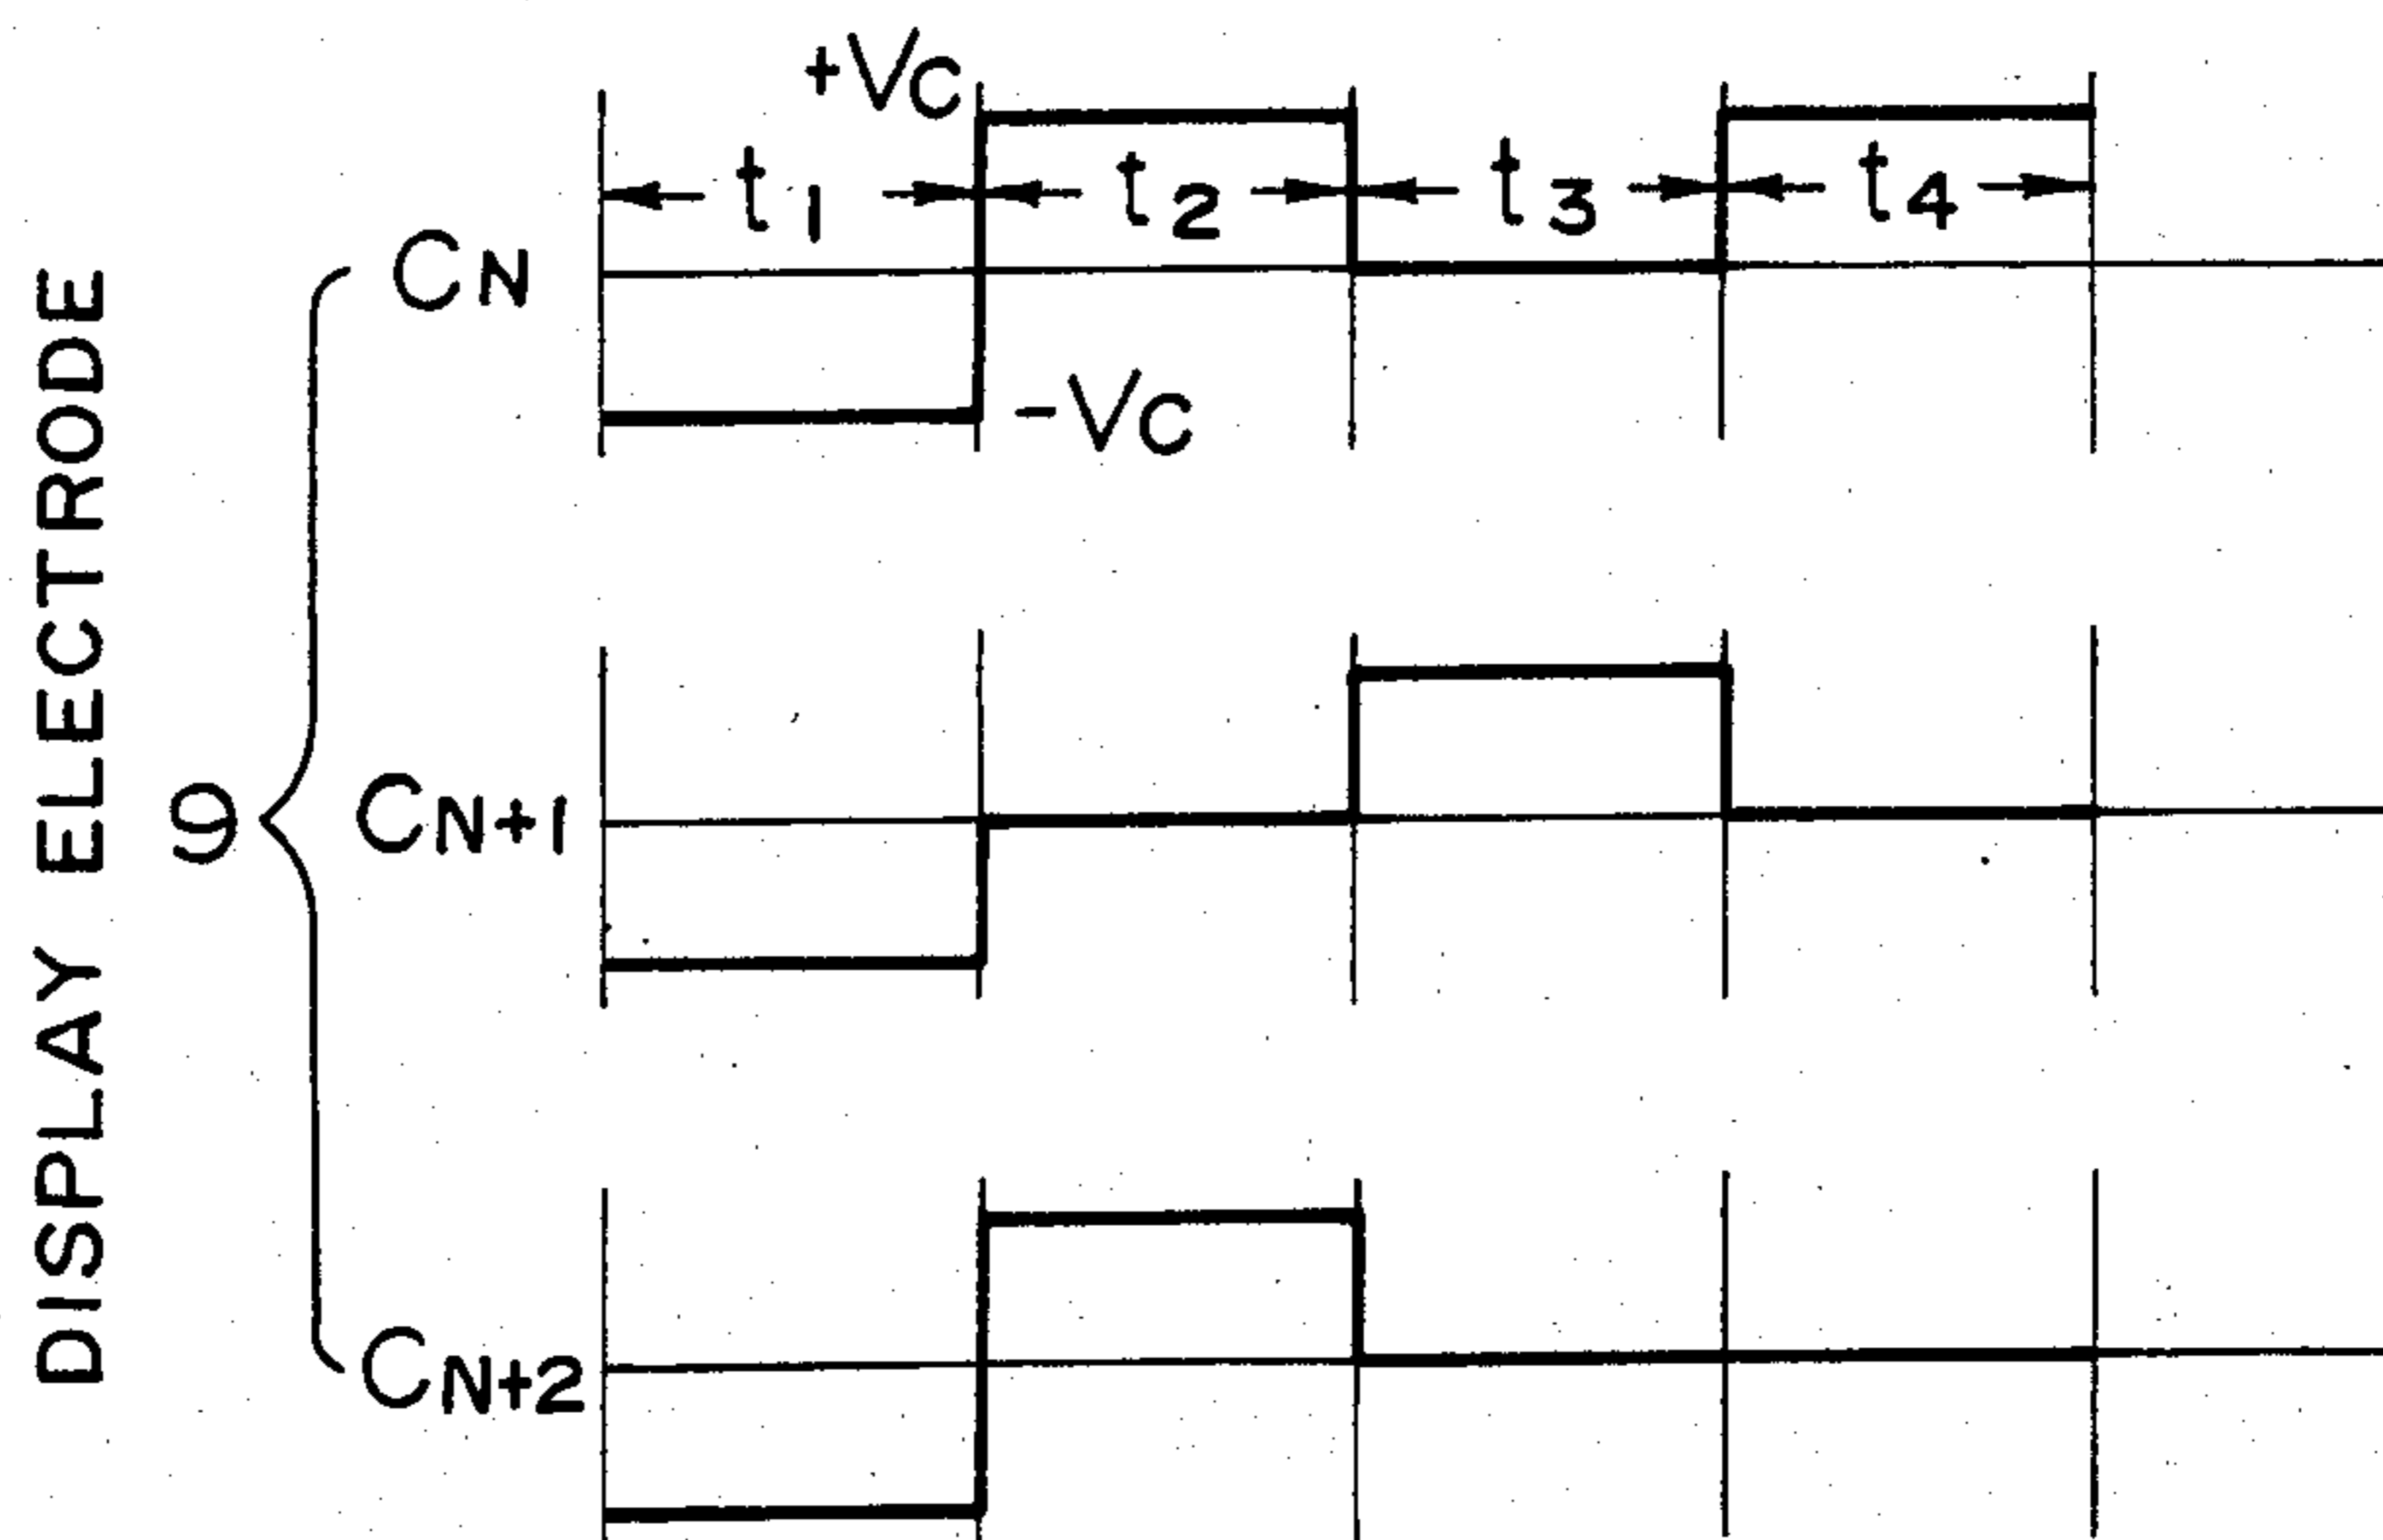 DISPLAY ELECTRODE
9
+Vc
t1 t2 t3 t4
CN
-Vc
CN+1
CN+2